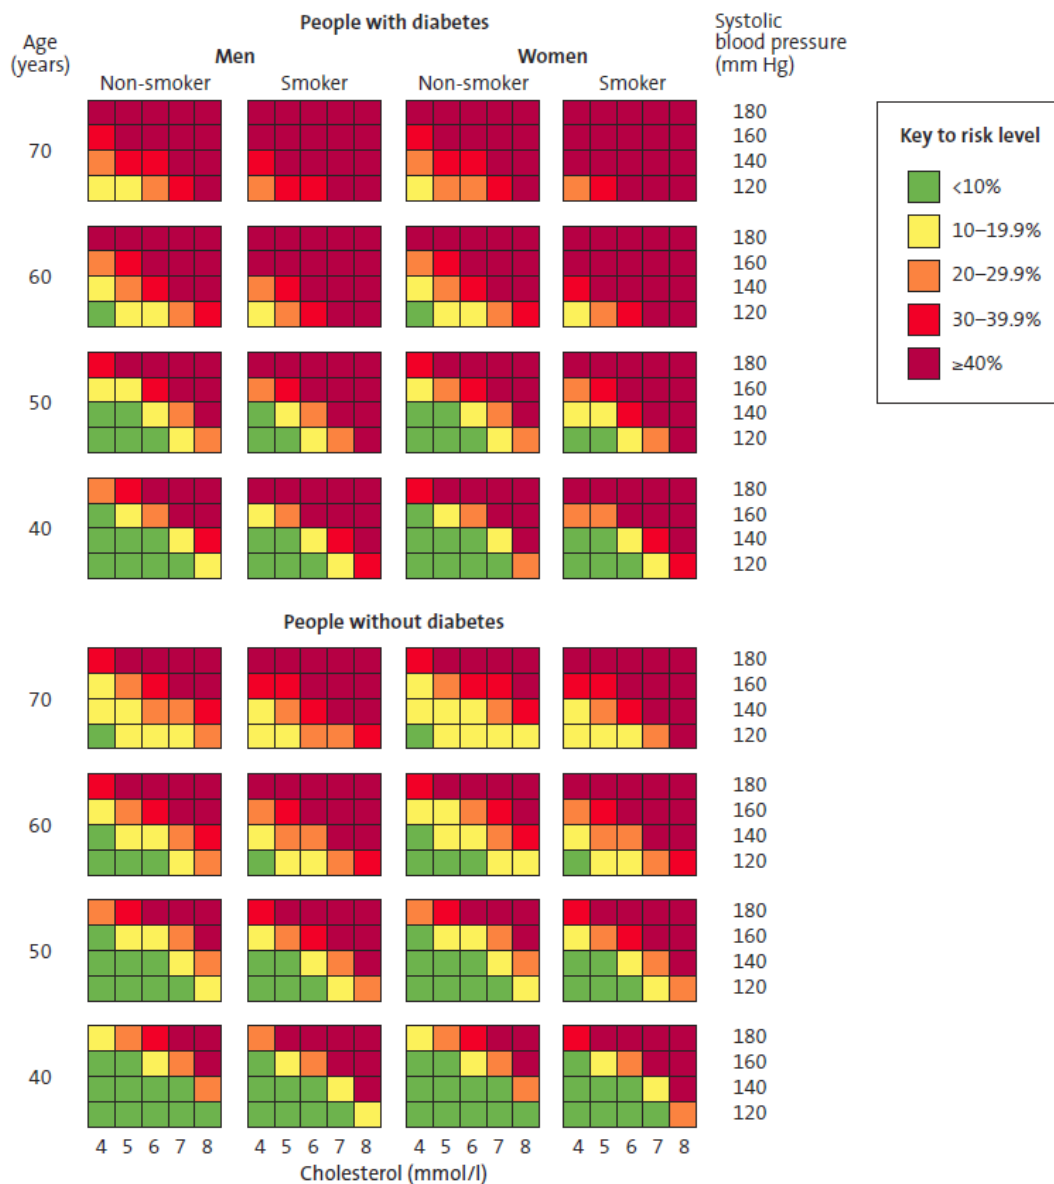 People with diabetes
Age
(years)
Men
Women
Systolic
blood pressure
(mm Hg)
Non-smoker
Smoker
Non-smoker
Smoker
70
180
160
140
120
60
180
160
140
120
50
180
160
140
120
40
180
160
140
120
Key to risk level
<10%
10–19.9%
20–29.9%
30–39.9%
≥40%
People without diabetes
70
180
160
140
120
60
180
160
140
120
50
180
160
140
120
40
180
160
140
120
4 5 6 7 8
4 5 6 7 8
4 5 6 7 8
4 5 6 7 8
Cholesterol (mmol/l)